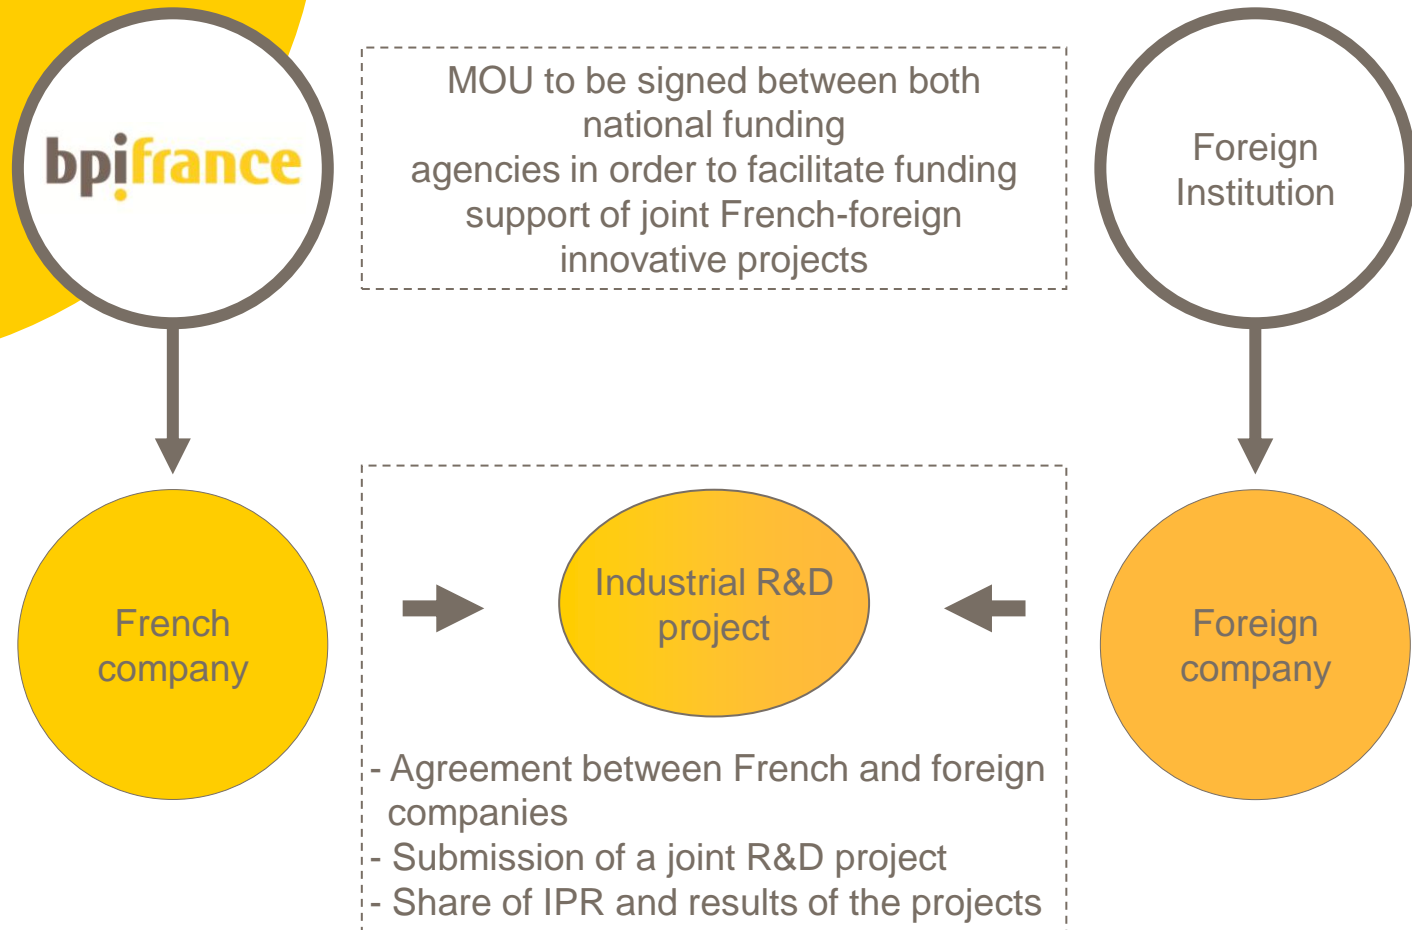 bpifrance
MOU to be signed between both
national funding
agencies in order to facilitate funding
support of joint French-foreign
innovative projects
Foreign
Institution
French
company
Industrial R&D
project
Foreign
company
- Agreement between French and foreign
companies
- Submission of a joint R&D project
- Share of IPR and results of the projects